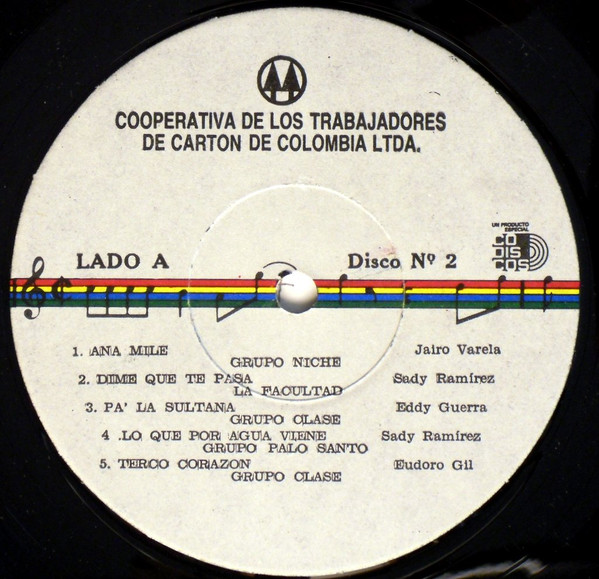 COOPERATIVA DE LOS TRABAJADORES
DE CARTON DE COLOMBIA LTDA.
UN PRODUCTO
ESPECIAL
CO
DIS
COS
LADO A Disco Nº 2
1. ANA MILE Jairo Varela
GRUPO NICHE
2. DIME QUE TE PASA Sady Ramírez
LA FACULTAD
3. PA' LA SULTANA Eddy Guerra
GRUPO CLASE
4 .LO QUE POR AGUA VIENE Sady Ramírez
GRUPO PALO SANTO
5. TERCO CORAZON Eudoro Gil
GRUPO CLASE